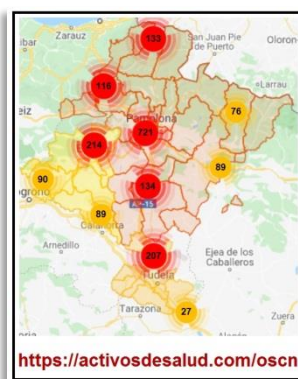 Zarauz
133
San Juan Pie
de Puerto
Oloron
116
Larrau
76
Pamplona
721
214
89
90
134
89
Calahorra
Arnedillo
207
Ejea de los
Caballeros
Tudela
Tarazona
27
Zuera
https://activosdesalud.com/oscn